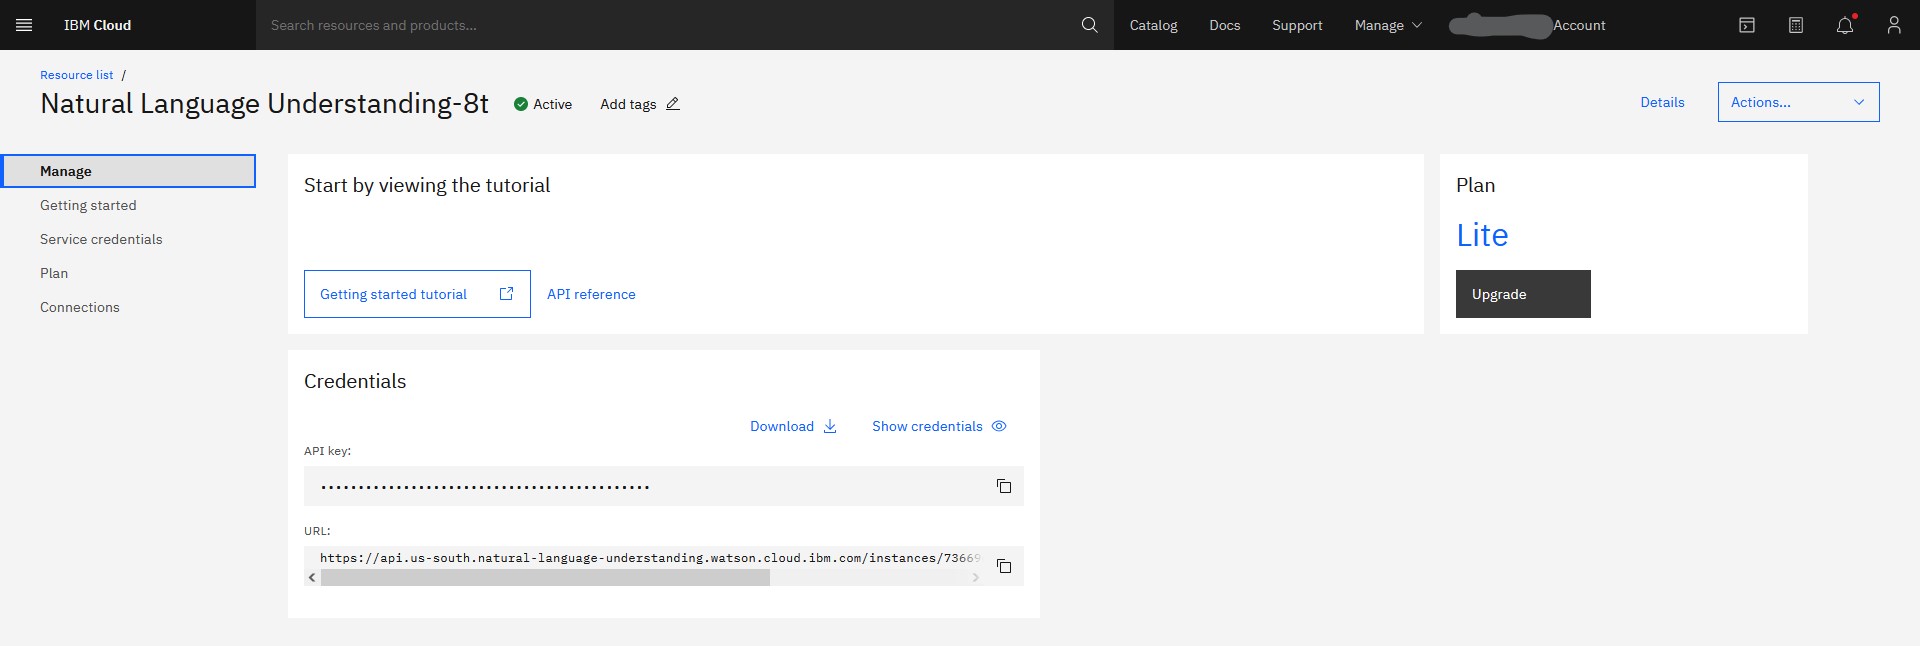 IBM Cloud
Search resources and products...
Catalog
Docs
Support
Manage
Account
Resource list /
Natural Language Understanding-8t
Active
Add tags
Details
Actions...
Manage
Getting started
Service credentials
Plan
Connections
Start by viewing the tutorial
Getting started tutorial
API reference
Plan
Lite
Upgrade
Credentials
Download
Show credentials
API key:
••••••••••••••••••••••••••••••••••••••••••••
URL:
https://api.us-south.natural-language-understanding.watson.cloud.ibm.com/instances/73669